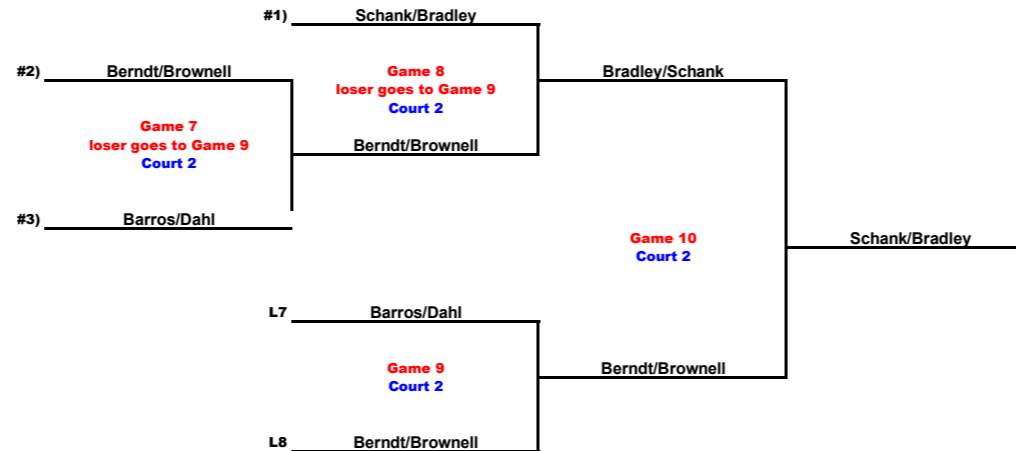 #1) Schank/Bradley
#2) Berndt/Brownell
Game 8
loser goes to Game 9
Court 2
Bradley/Schank
Game 7
loser goes to Game 9
Court 2
Berndt/Brownell
#3) Barros/Dahl
Game 10
Court 2
Schank/Bradley
L7 Barros/Dahl
Game 9
Court 2
Berndt/Brownell
L8 Berndt/Brownell